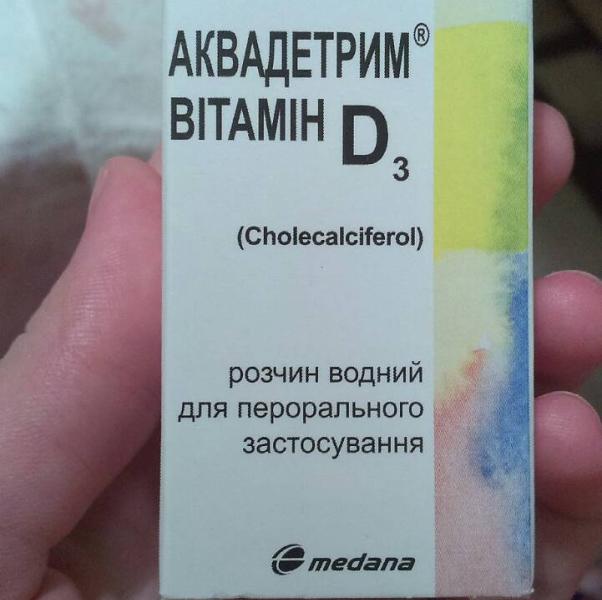 АКВАДЕТРИМ®
ВІТАМІН D3
(Cholecalciferol)
розчин водний
для перорального
застосування
medana